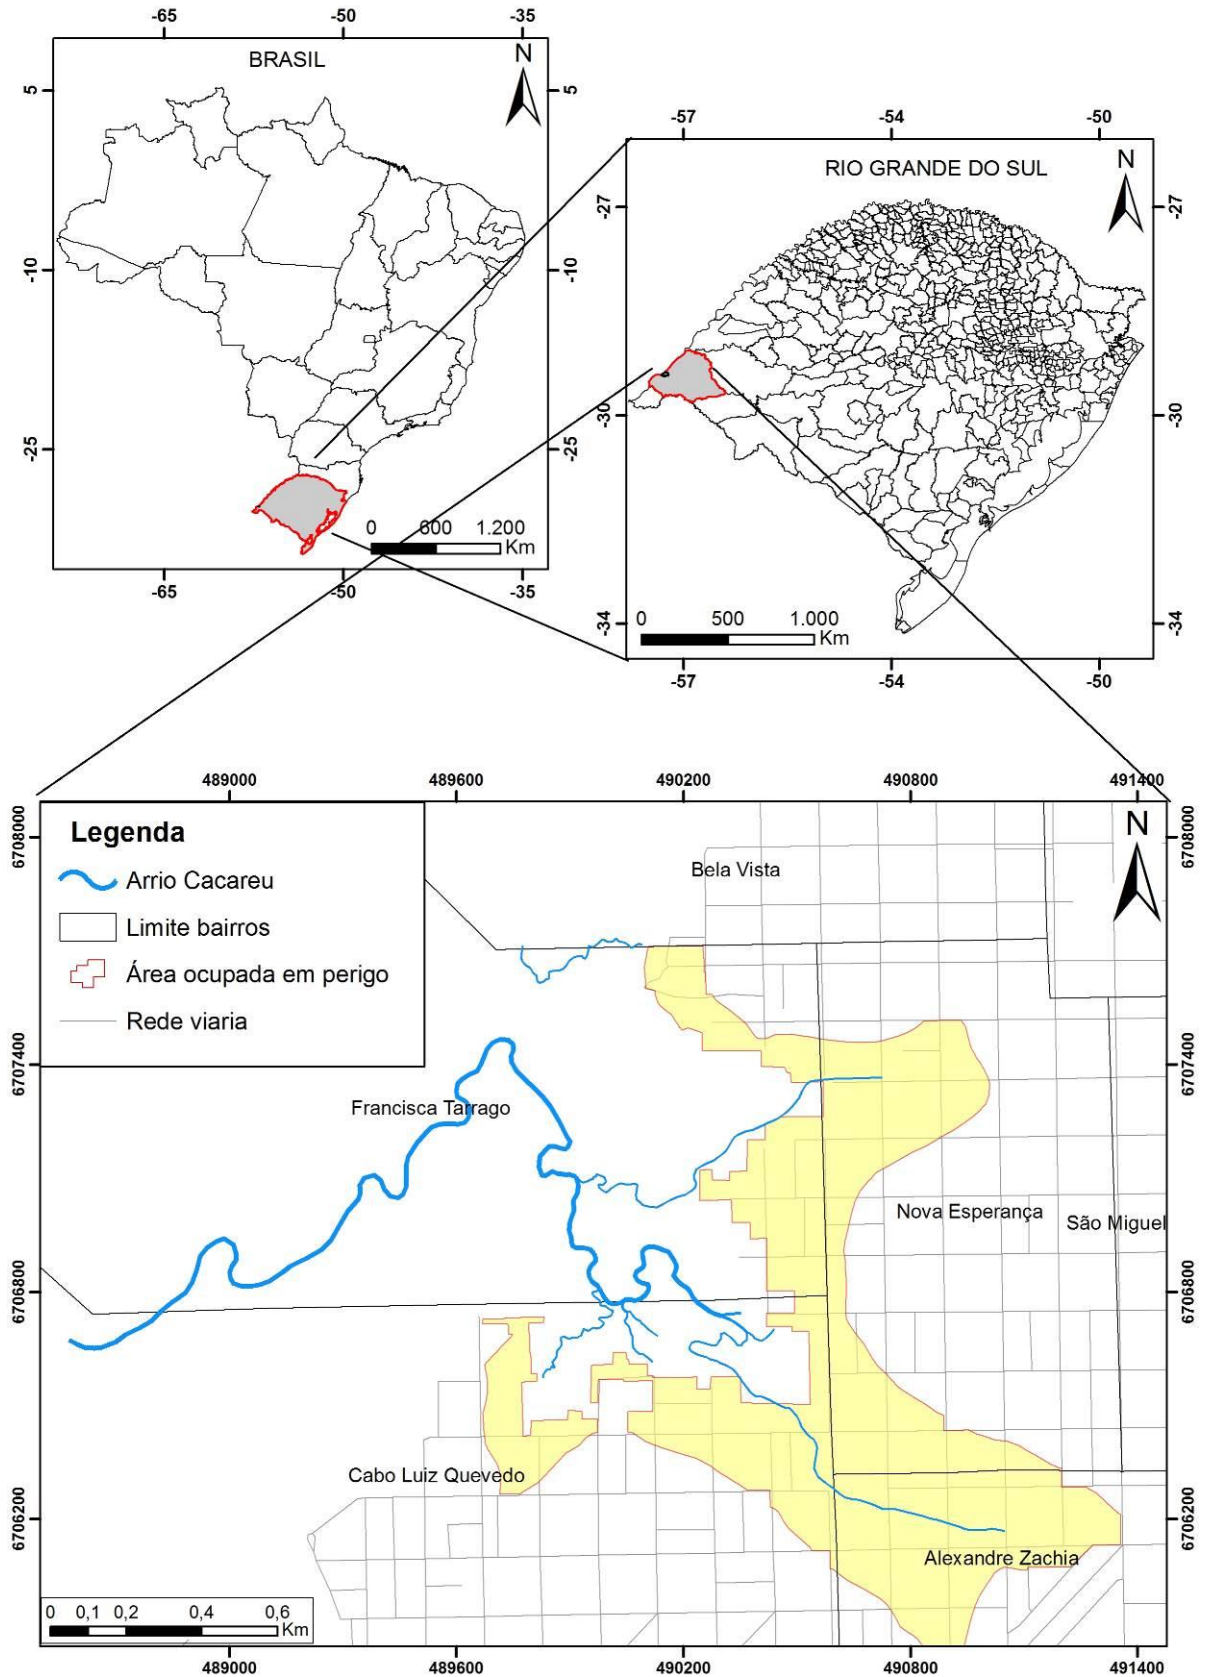 -65 -50 -35
BRASIL
N
5 5
-10 -10
-25 -25
0 600 1.200
Km
-65 -50 -35
-57 -54 -50
RIO GRANDE DO SUL
N
-27 -27
-30 -30
-34 -34
0 500 1.000
Km
-57 -54 -50
489000 489600 490200 490800 491400
6708000 6708000
Legenda
Arrio Cacareu
Limite bairros
Área ocupada em perigo
Rede viaria
N
Bela Vista
6707400 6707400
Francisca Tarrago
Nova Esperança
São Miguel
6706800 6706800
Cabo Luiz Quevedo
6706200 6706200
Alexandre Zachia
0 0,1 0,2 0,4 0,6
Km
489000 489600 490200 490800 491400